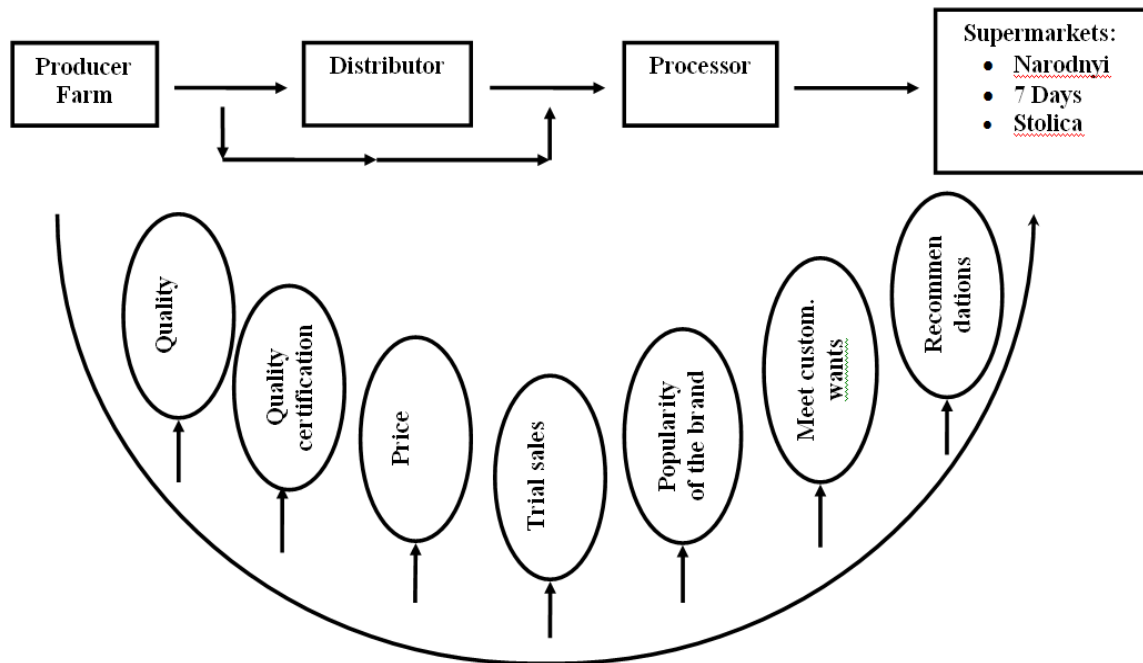 Producer
Farm
Distributor
Processor
Supermarkets:
• Narodnyi
• 7 Days
• Stolica
Quality
Quality
certification
Price
Trial sales
Popularity
of the brand
Meet custom.
wants
Recommen
dations